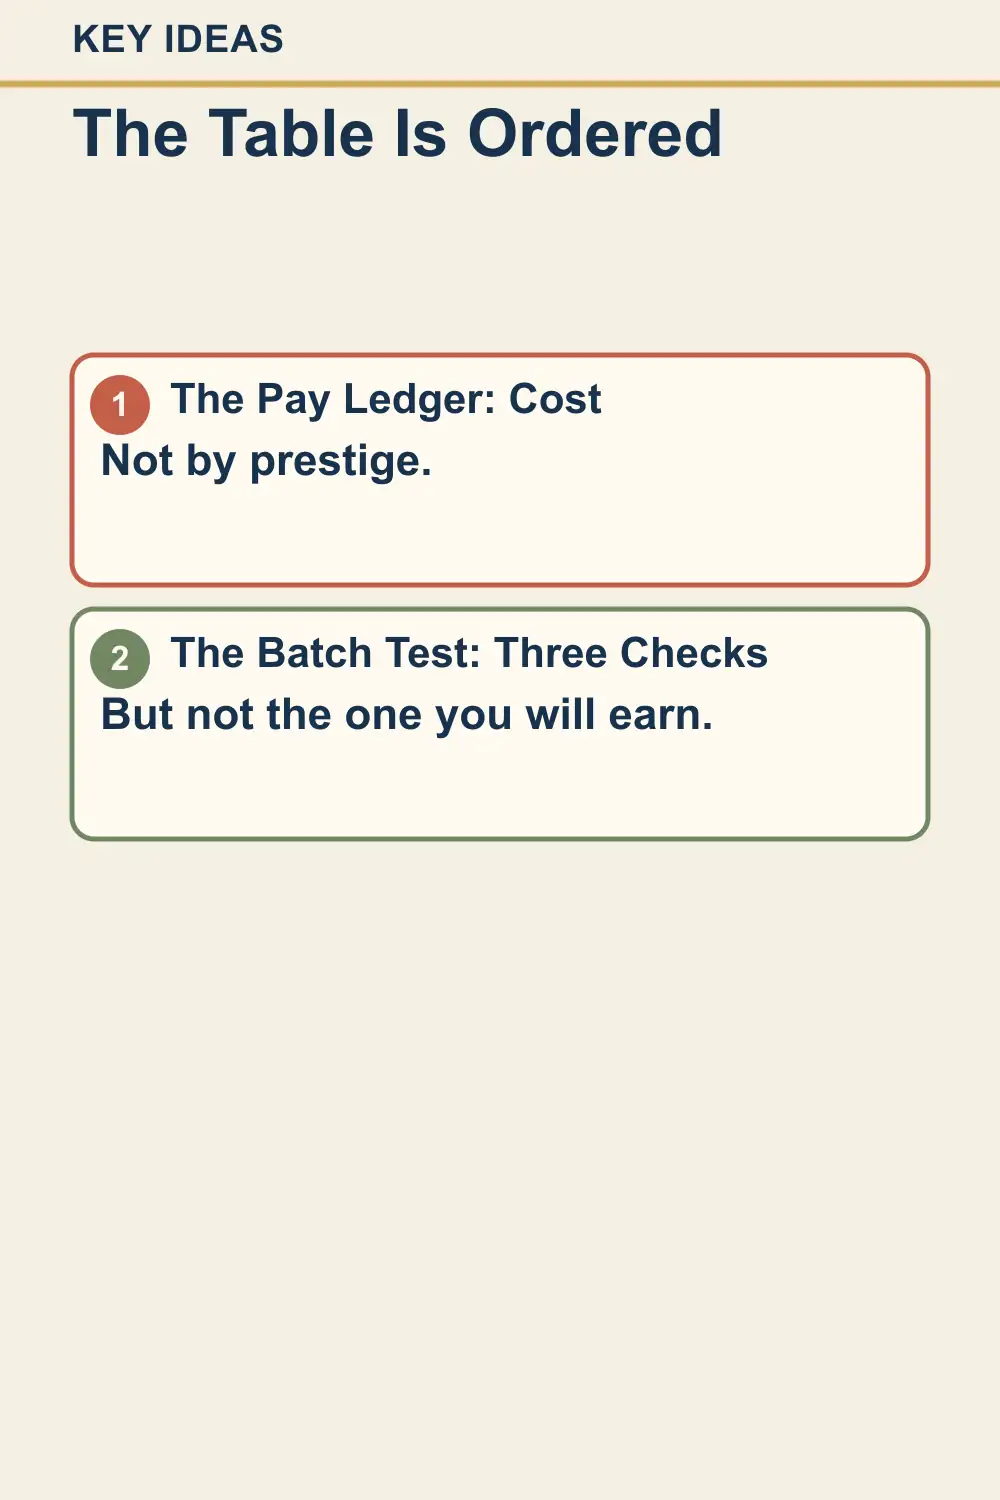 KEY IDEAS
The Table Is Ordered
1 The Pay Ledger: Cost
Not by prestige.
2 The Batch Test: Three Checks
But not the one you will earn.